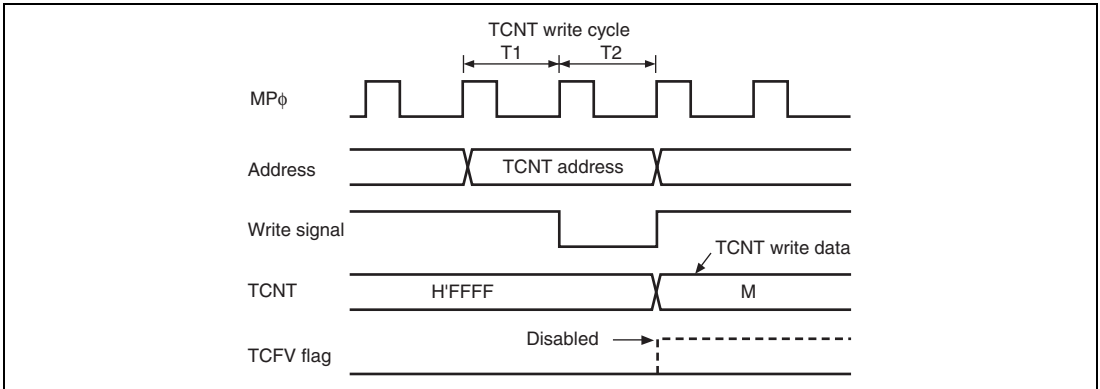 TCNT write cycle
T1 T2
MPφ
Address TCNT address
Write signal
TCNT write data
TCNT H'FFFF M
Disabled
TCFV flag